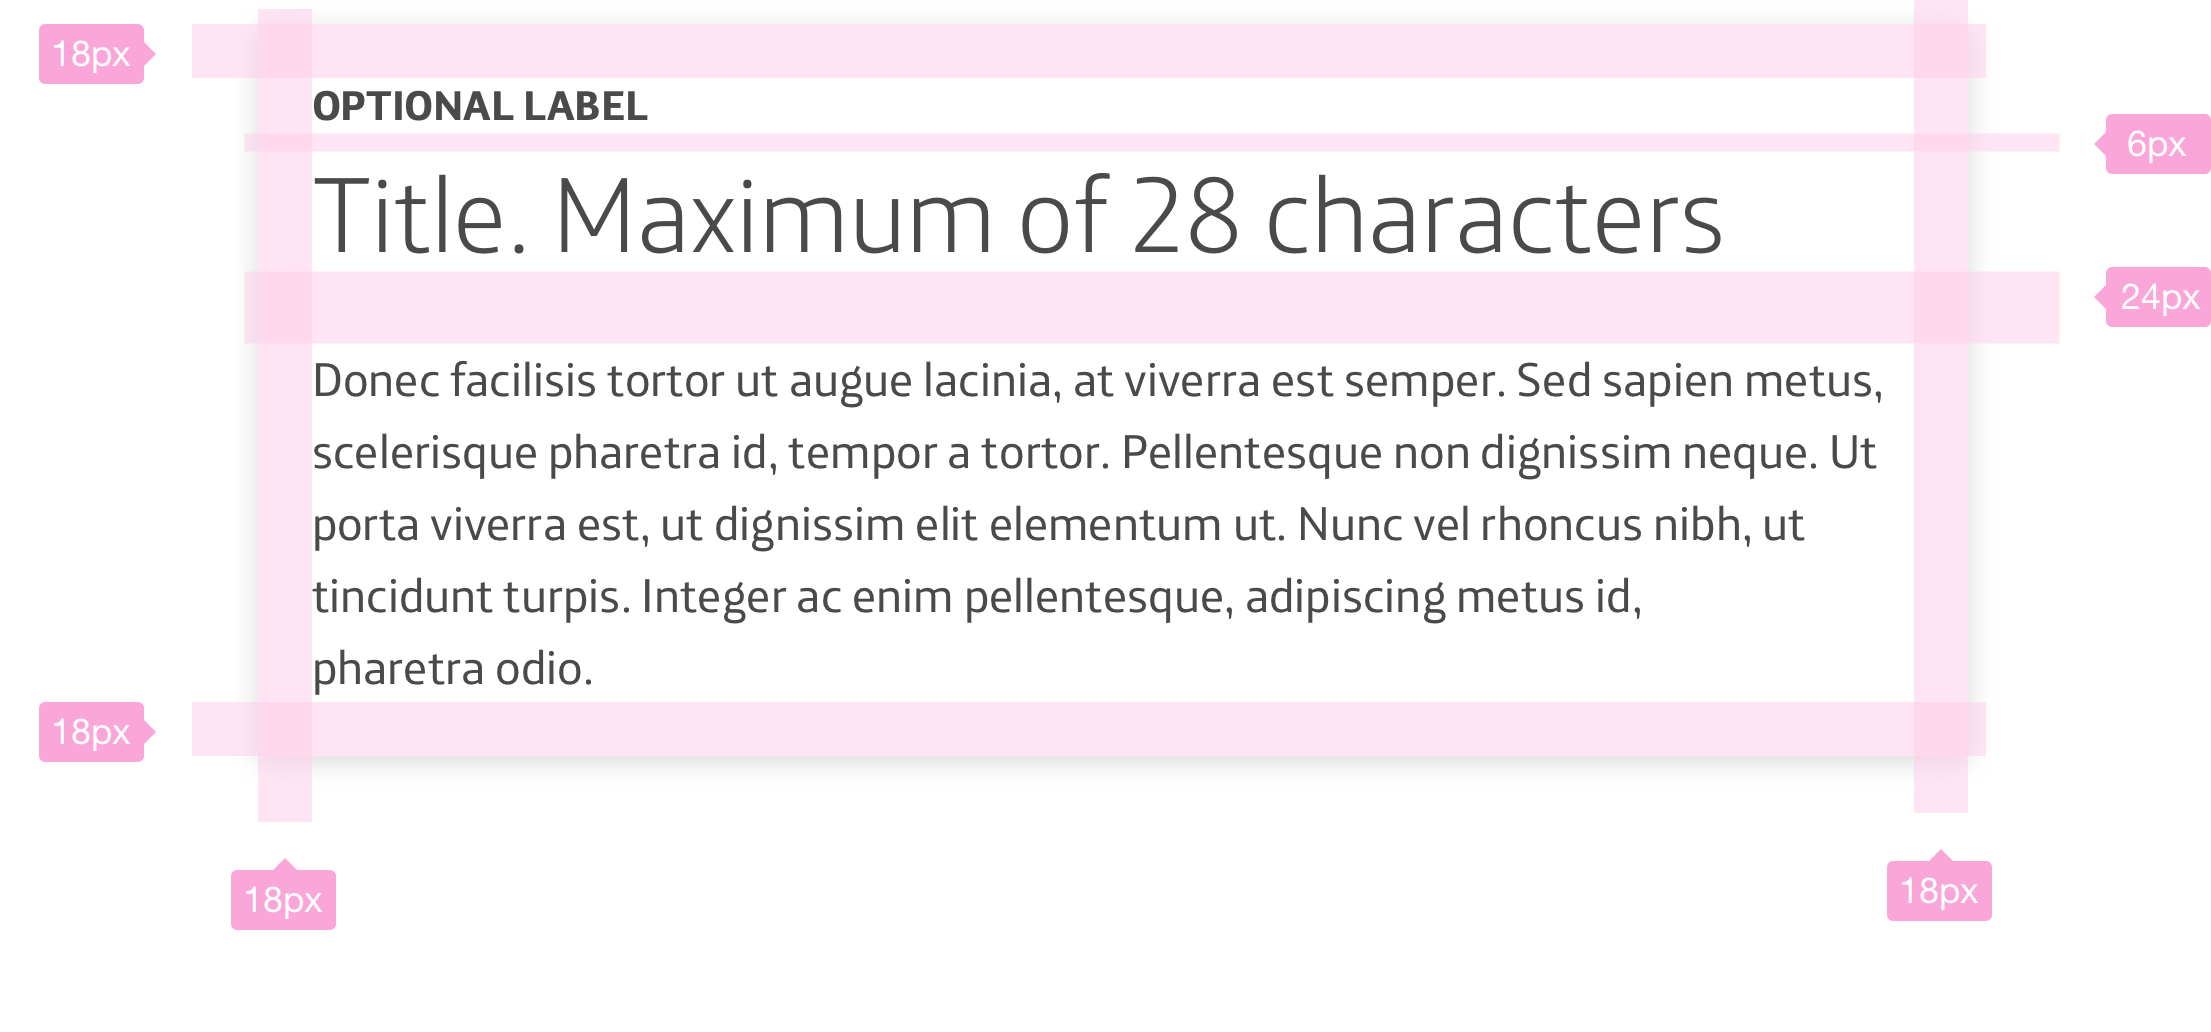 18px
OPTIONAL LABEL
6px
Title. Maximum of 28 characters
24px
Donec facilisis tortor ut augue lacinia, at viverra est semper. Sed sapien metus,
scelerisque pharetra id, tempor a tortor. Pellentesque non dignissim neque. Ut
porta viverra est, ut dignissim elit elementum ut. Nunc vel rhoncus nibh, ut
tincidunt turpis. Integer ac enim pellentesque, adipiscing metus id,
pharetra odio.
18px
18px
18px